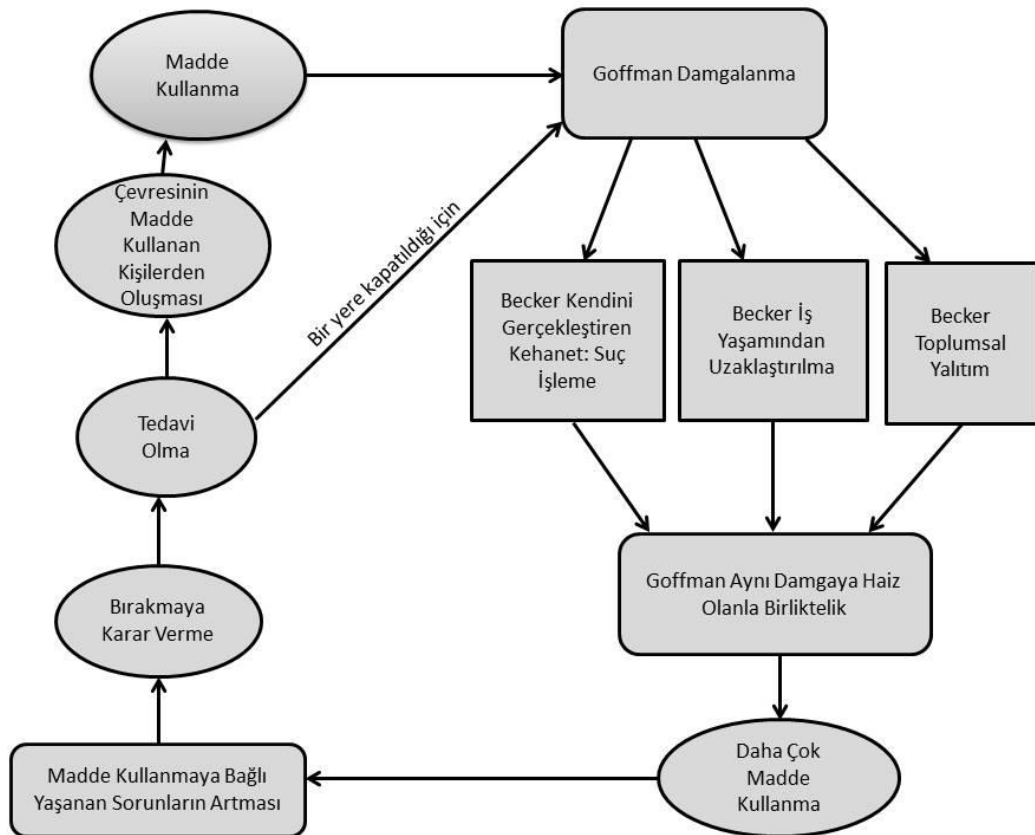 Madde
Kullanma
Goffman Damgalanma
Çevresinin
Madde
Kullanan
Kişilerden
Oluşması
Bir yere kapatıldığı için
Becker Kendini
Gerçekleştiren
Kehanet: Suç
İşleme
Becker İş
Yaşamından
Uzaklaştırılma
Becker
Toplumsal
Yalıtım
Tedavi
Olma
Goffman Aynı Damgaya Haiz
Olanla Birliktelik
Bırakmaya
Karar Verme
Madde Kullanmaya Bağlı
Yaşanan Sorunların Artması
Daha Çok
Madde
Kullanma